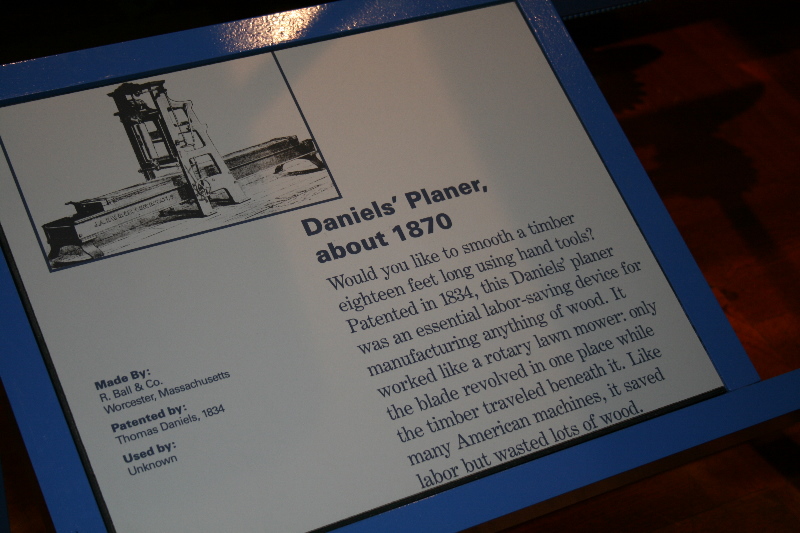 Daniels' Planer,
about 1870
Would you like to smooth a timber
eighteen feet long using hand tools?
Patented in 1834, this Daniels' planer
was an essential labor-saving device for
manufacturing anything of wood. It
worked like a rotary lawn mower: only
the blade revolved in one place while
the timber traveled beneath it. Like
many American machines, it saved
labor but wasted lots of wood.
Made By:
R. Ball & Co.
Worcester, Massachusetts
Patented by:
Thomas Daniels, 1834
Used by:
Unknown